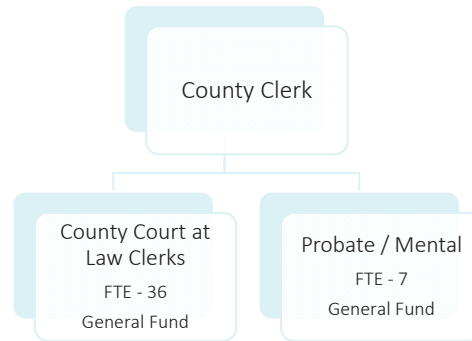 County Clerk
County Court at
Law Clerks
FTE - 36
General Fund
Probate / Mental
FTE - 7
General Fund